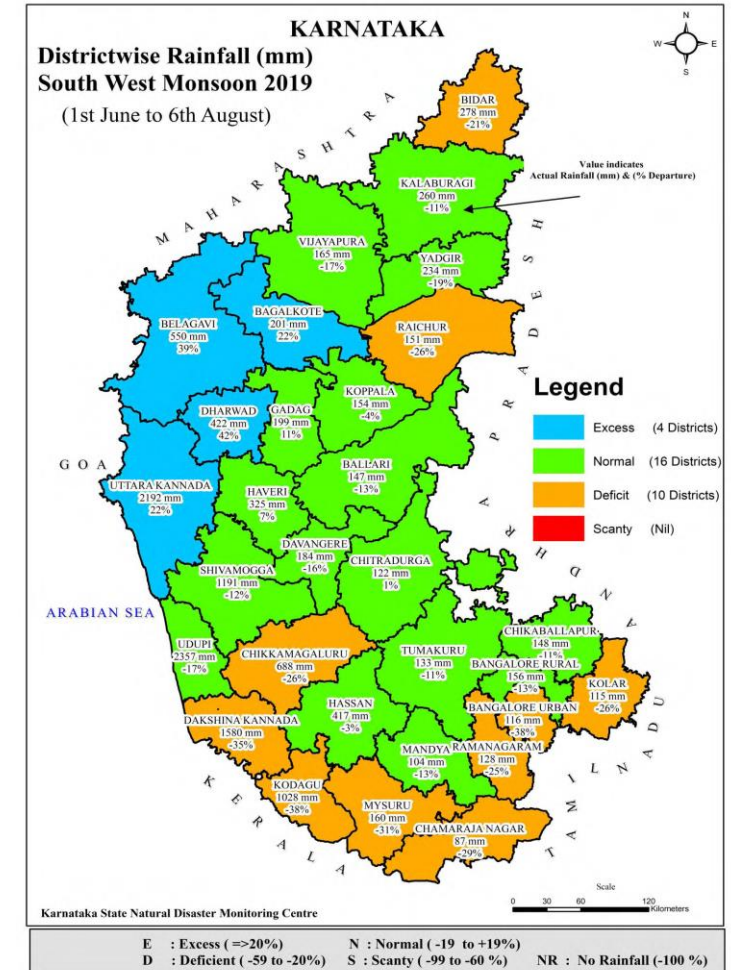 KARNATAKA
Districtwise Rainfall (mm)
South West Monsoon 2019
(1st June to 6th August)
N
W E
S
Value indicates
Actual Rainfall (mm) & (% Departure)
MAHARASHTRA
BIDAR
278 mm
-21%
KALABURAGI
260 mm
-11%
VIJAYAPURA
165 mm
-17%
YADGIR
234 mm
-19%
BAGALKOTE
201 mm
22%
BELAGAVI
550 mm
39%
RAICHUR
151 mm
-26%
KOPPALA
154 mm
-4%
DHARWAD
422 mm
42%
GADAG
199 mm
11%
GOA
BALLARI
147 mm
-13%
UTTARA KANNADA
2192 mm
22%
HAVERI
325 mm
7%
DAVANGERE
184 mm
-16%
CHITRADURGA
122 mm
1%
SHIVAMOGGA
1191 mm
-12%
ARABIAN SEA
UDUPI
2357 mm
-17%
CHIKKAMAGALURU
688 mm
-26%
TUMAKURU
133 mm
-11%
CHIKABALLAPUR
148 mm
-11%
BANGALORE RURAL
156 mm
-13%
KOLAR
115 mm
-26%
HASSAN
417 mm
-3%
BANGALORE URBAN
116 mm
-38%
DAKSHINA KANNADA
1580 mm
-35%
MANDYA
104 mm
-13%
RAMANAGARAM
128 mm
-25%
KODAGU
1028 mm
-38%
MYSURU
160 mm
-31%
CHAMARAJA NAGAR
87 mm
-29%
KERALA
TAMIL NADU
ANDHRA PRADESH
Legend
Excess (4 Districts)
Normal (16 Districts)
Deficit (10 Districts)
Scanty (Nil)
Scale
0 30 60 120
Kilometers
Karnataka State Natural Disaster Monitoring Centre
E : Excess ( =>20%) N : Normal ( -19 to +19%)
D : Deficient ( -59 to -20%) S : Scanty ( -99 to -60 %) NR : No Rainfall (-100 %)